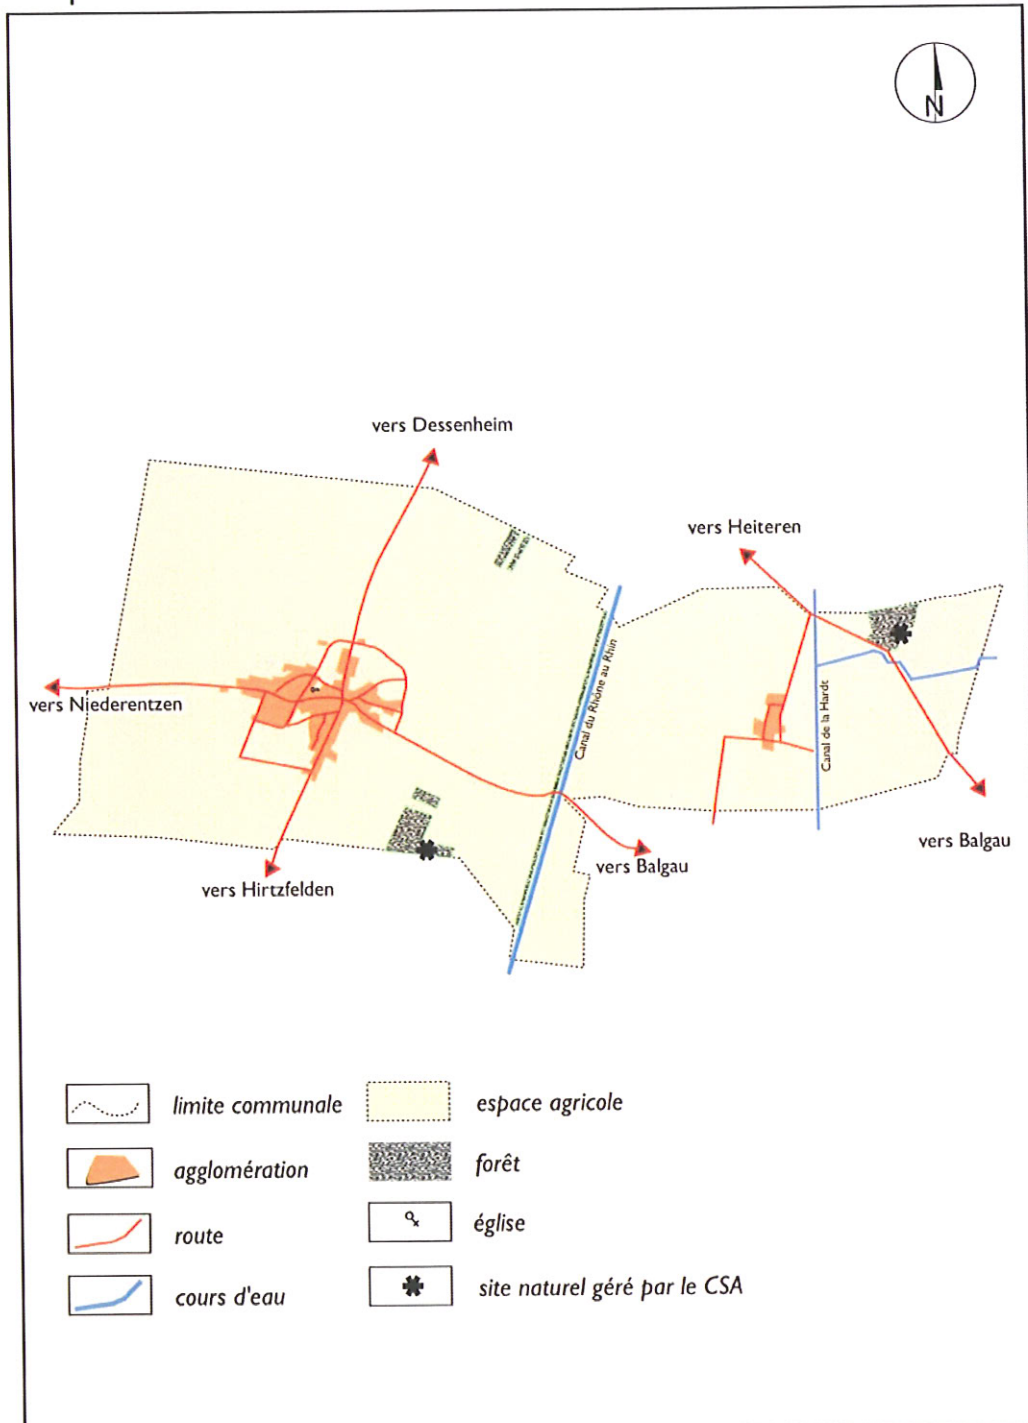 N
vers Dessenheim
vers Heiteren
vers Niederentzen
Canal du Rhône au Rhin
Canal de la Hardt
vers Balgau
vers Balgau
vers Hirtzfelden
limite communale
espace agricole
agglomération
forêt
route
église
cours d'eau
site naturel géré par le CSA